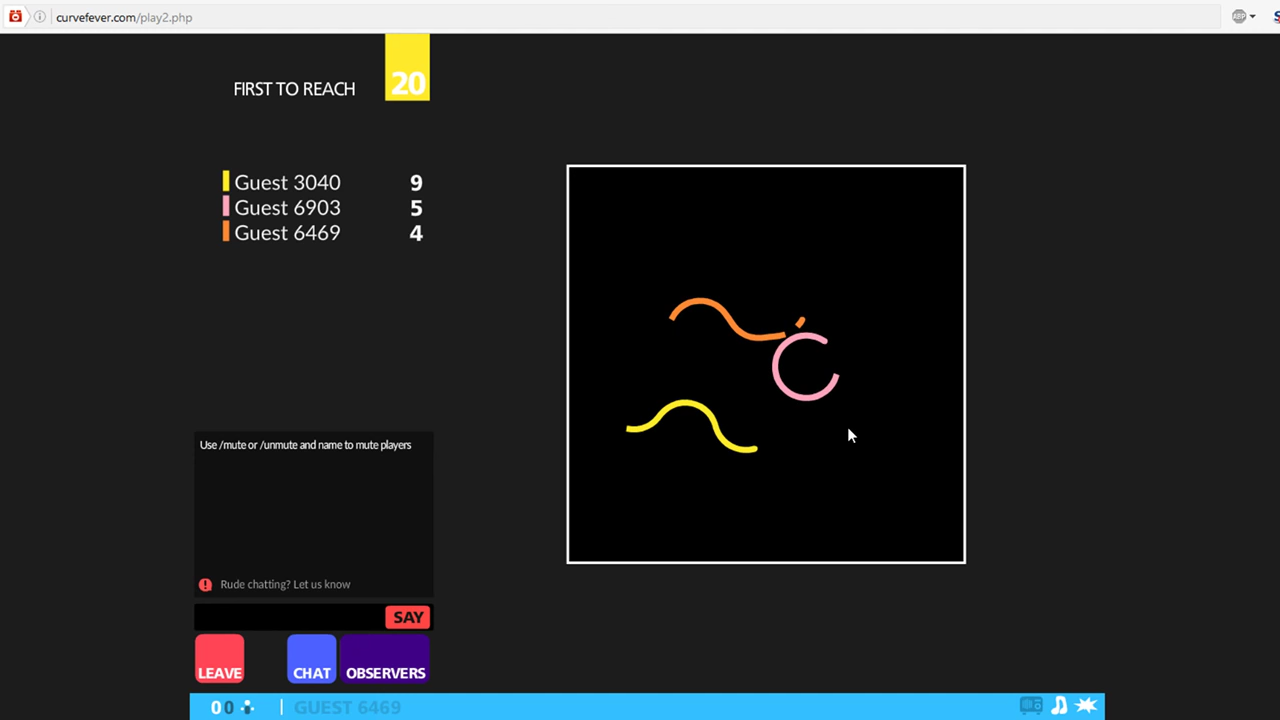 curvefever.com/play2.php
ABP
FIRST TO REACH 20
Guest 3040 9
Guest 6903 5
Guest 6469 4
Use /mute or /unmute and name to mute players
Rude chatting? Let us know
SAY
LEAVE CHAT OBSERVERS
00 | GUEST 6469